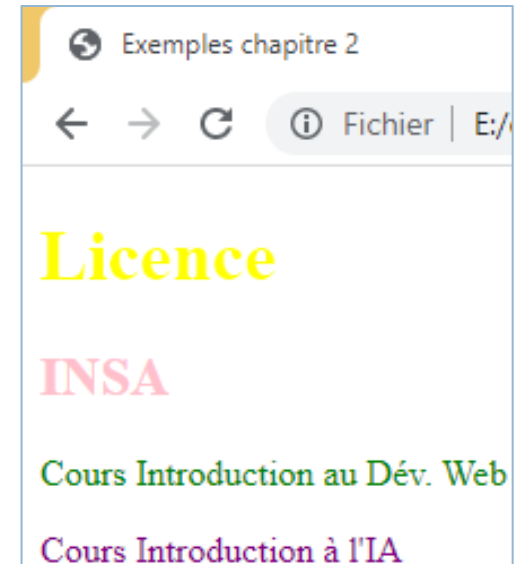 Exemples chapitre 2
Fichier | E:/
Licence
INSA
Cours Introduction au Dév. Web
Cours Introduction à l'IA